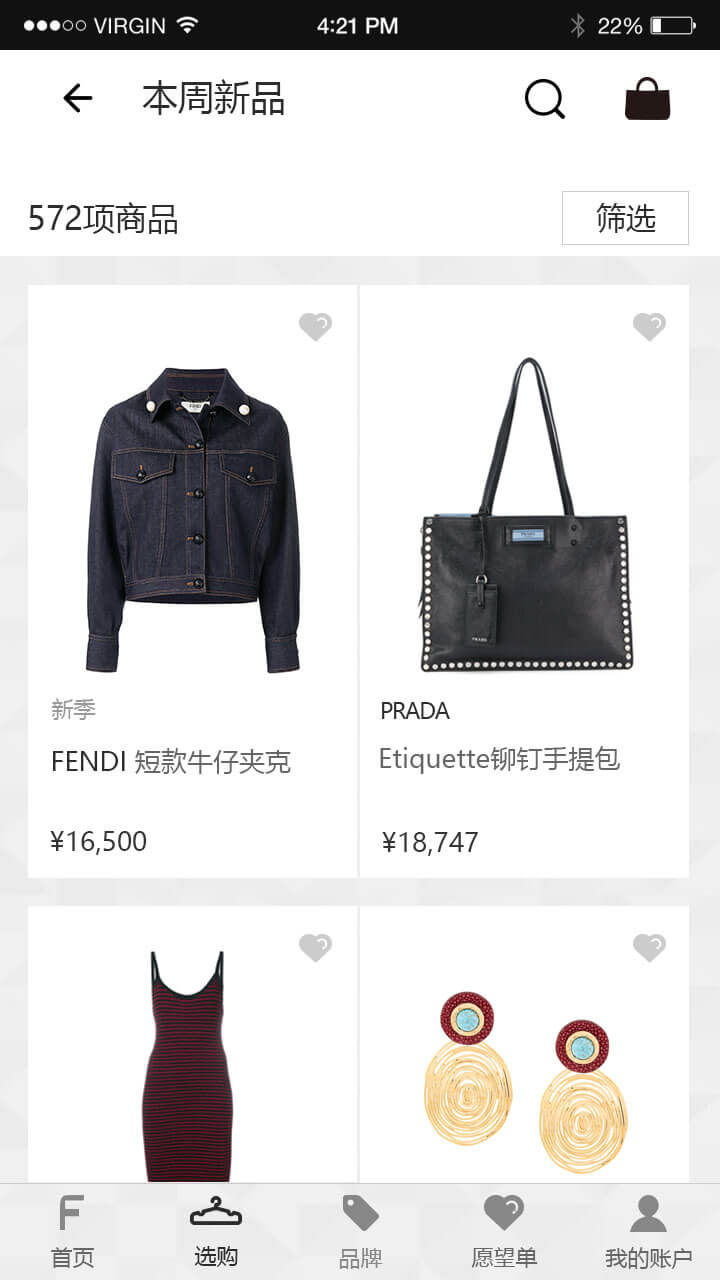 VIRGIN
4:21 PM
22%
本周新品
572项商品
筛选
FENDI
新季
FENDI 短款牛仔夹克
¥16,500
PRADA
PRADA
PRADA
Etiquette铆钉手提包
¥18,747
F
首页
选购
品牌
愿望单
我的账户